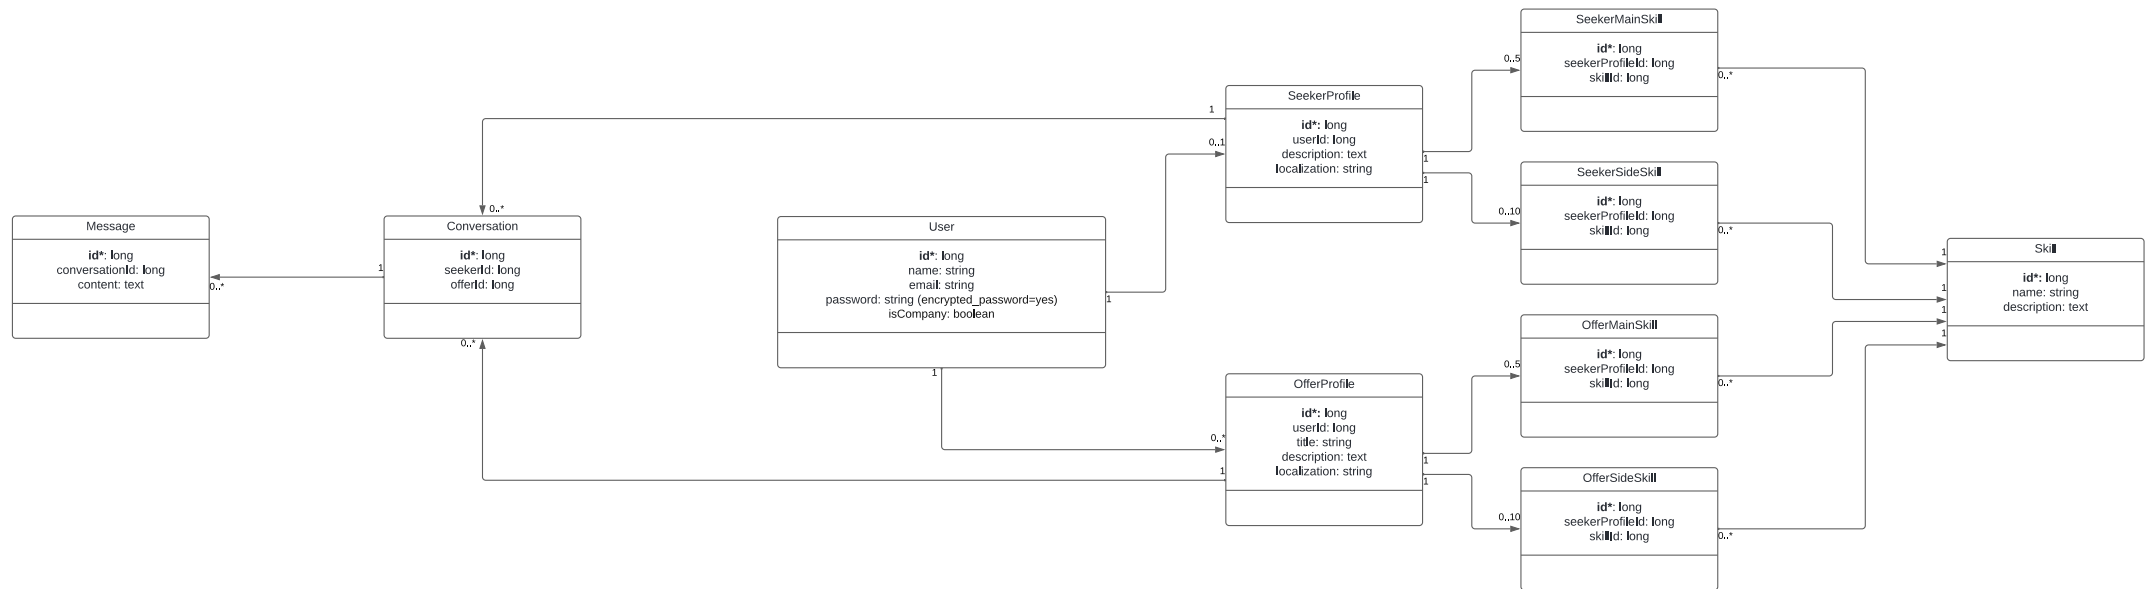 SeekerMainSkill
id*: long
seekerProfileId: long
skillId: long
0..5
0..*
SeekerProfile
id*: long
userId: long
description: text
localization: string
1
0..1
1
1
SeekerSideSkill
id*: long
seekerProfileId: long
skillId: long
0..10
0..*
Message
id*: long
conversationId: long
content: text
0..*
Conversation
id*: long
seekerId: long
offerId: long
0..*
1
0..*
User
id*: long
name: string
email: string
password: string (encrypted_password=yes)
isCompany: boolean
1
1
Skill
id*: long
name: string
description: text
1
1
1
1
OfferMainSkill
id*: long
seekerProfileId: long
skillId: long
0..5
0..*
OfferProfile
id*: long
userId: long
title: string
description: text
localization: string
0..*
1
1
1
OfferSideSkill
id*: long
seekerProfileId: long
skillId: long
0..10
0..*